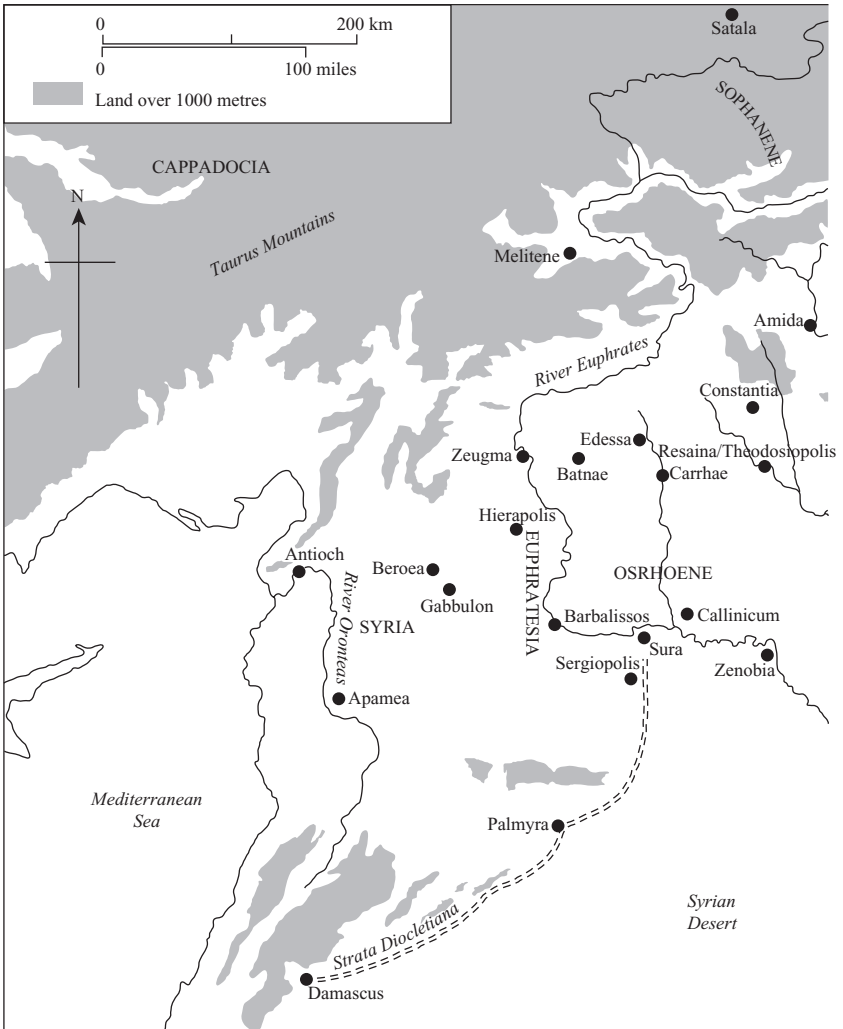 0
200 km
0
100 miles
Land over 1000 metres
Satala
SOPHANENE
CAPPADOCIA
N
Taurus Mountains
Melitene
Amida
River Euphrates
Constantia
Edessa
Resaina/Theodosiopolis
Zeugma
Batnae
Carrhae
Hierapolis
EUPHRATESIA
Antioch
Beroea
OSRHOENE
Gabbulon
River Oronteas
SYRIA
Barbalissos
Callinicum
Sura
Sergiopolis
Zenobia
Apamea
Mediterranean
Sea
Palmyra
Syrian
Desert
Strata Diocletiana
Damascus